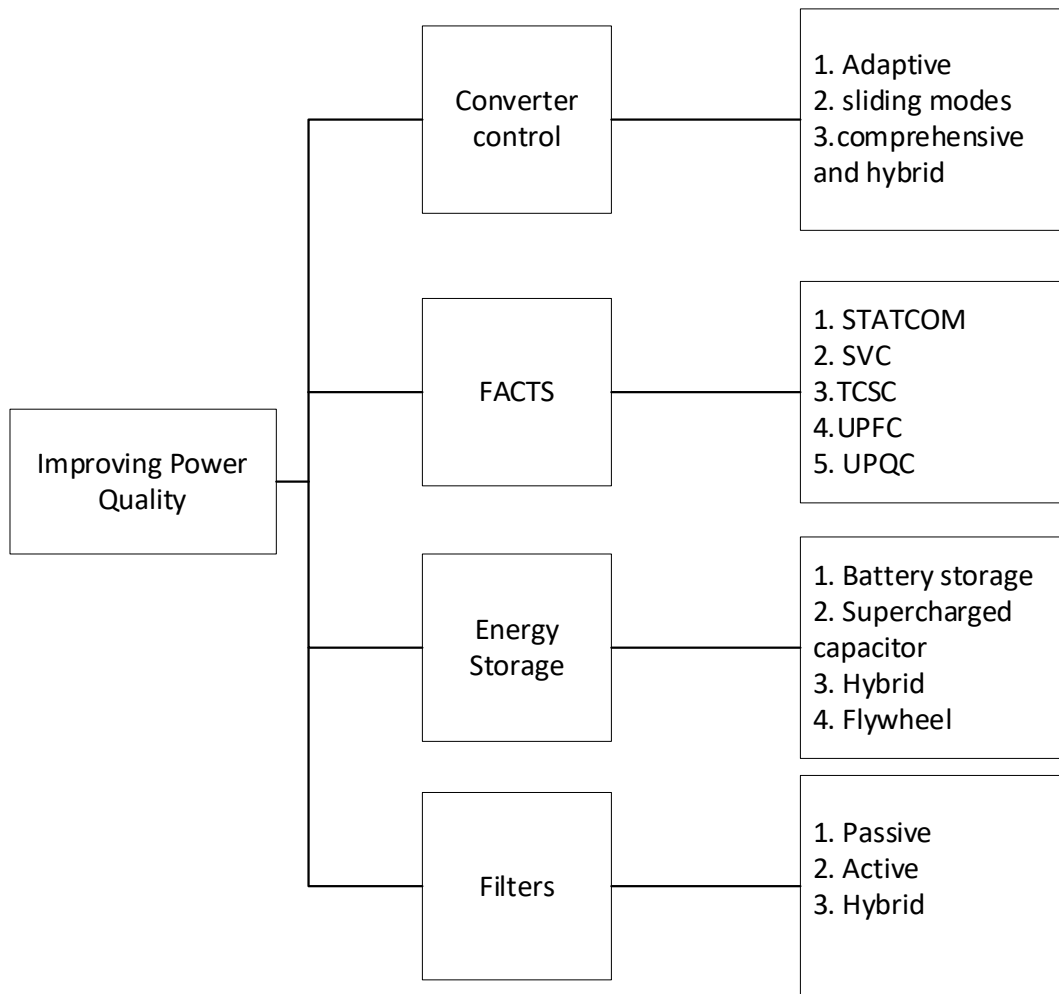 Improving Power
Quality
Converter
control
1. Adaptive
2. sliding modes
3.comprehensive
and hybrid
FACTS
1. STATCOM
2. SVC
3.TCSC
4.UPFC
5. UPQC
Energy
Storage
1. Battery storage
2. Supercharged
capacitor
3. Hybrid
4. Flywheel
Filters
1. Passive
2. Active
3. Hybrid